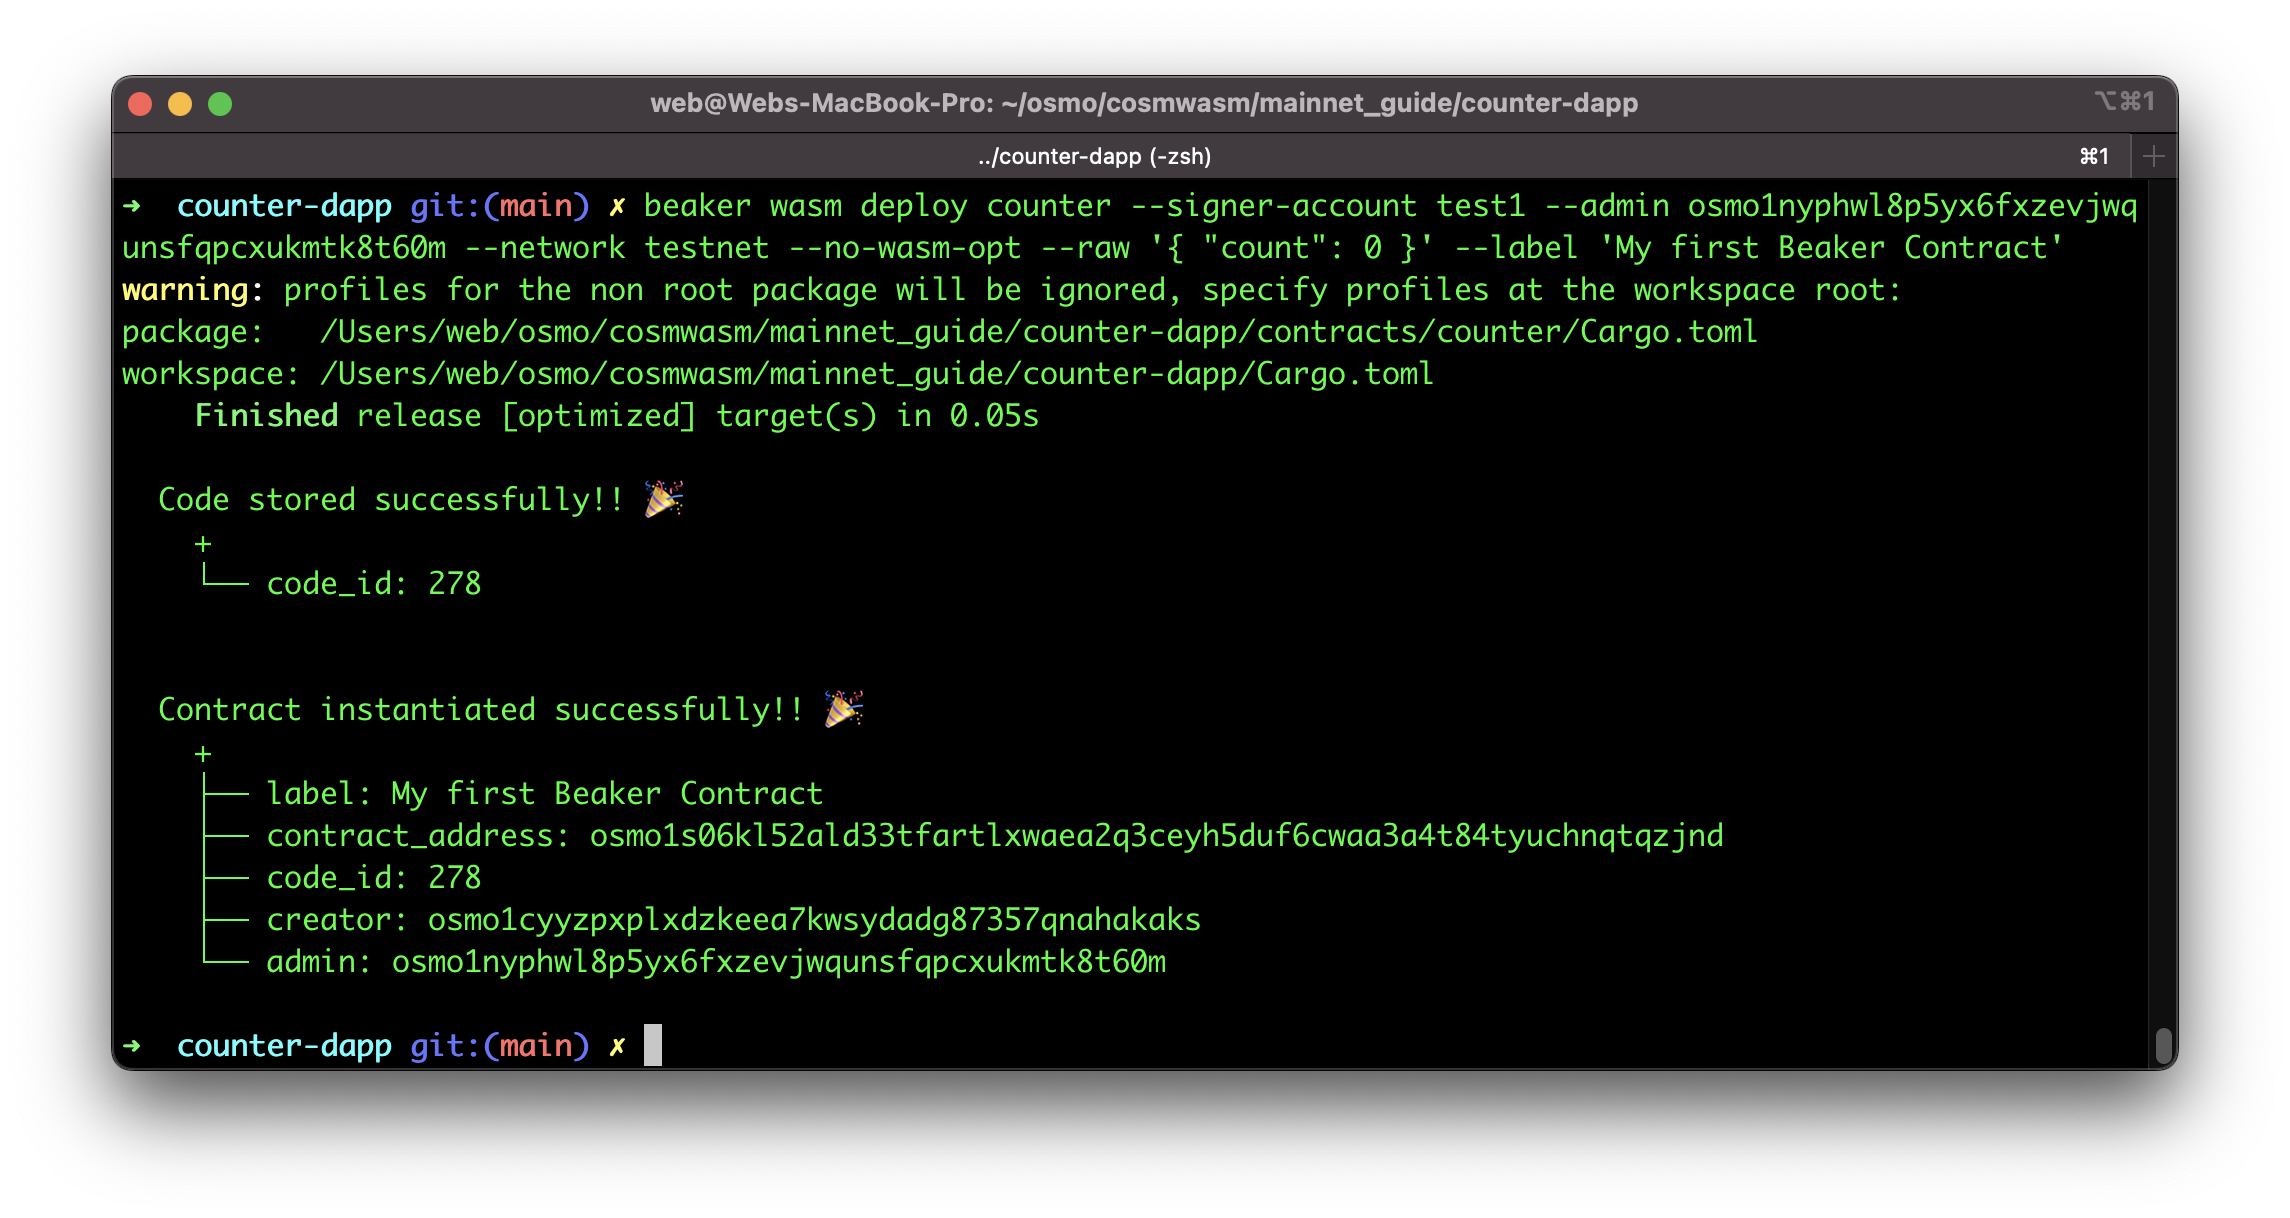 web@Webs-MacBook-Pro: ~/osmo/cosmwasm/mainnet_guide/counter-dapp ⌥⌘1
../counter-dapp (-zsh) ⌘1 +
➜  counter-dapp git:(main) ✗ beaker wasm deploy counter --signer-account test1 --admin osmo1nyphwl8p5yx6fxzevjwq
unsfqpcxukmtk8t60m --network testnet --no-wasm-opt --raw '{ "count": 0 }' --label 'My first Beaker Contract'
warning: profiles for the non root package will be ignored, specify profiles at the workspace root:
package:   /Users/web/osmo/cosmwasm/mainnet_guide/counter-dapp/contracts/counter/Cargo.toml
workspace: /Users/web/osmo/cosmwasm/mainnet_guide/counter-dapp/Cargo.toml
    Finished release [optimized] target(s) in 0.05s
  Code stored successfully!! 🎉
    +
    └── code_id: 278
  Contract instantiated successfully!! 🎉
    +
    ├── label: My first Beaker Contract
    ├── contract_address: osmo1s06kl52ald33tfartlxwaea2q3ceyh5duf6cwaa3a4t84tyuchnqtqzjnd
    ├── code_id: 278
    ├── creator: osmo1cyyzpxplxdzkeea7kwsydadg87357qnahakaks
    └── admin: osmo1nyphwl8p5yx6fxzevjwqunsfqpcxukmtk8t60m
➜  counter-dapp git:(main) ✗